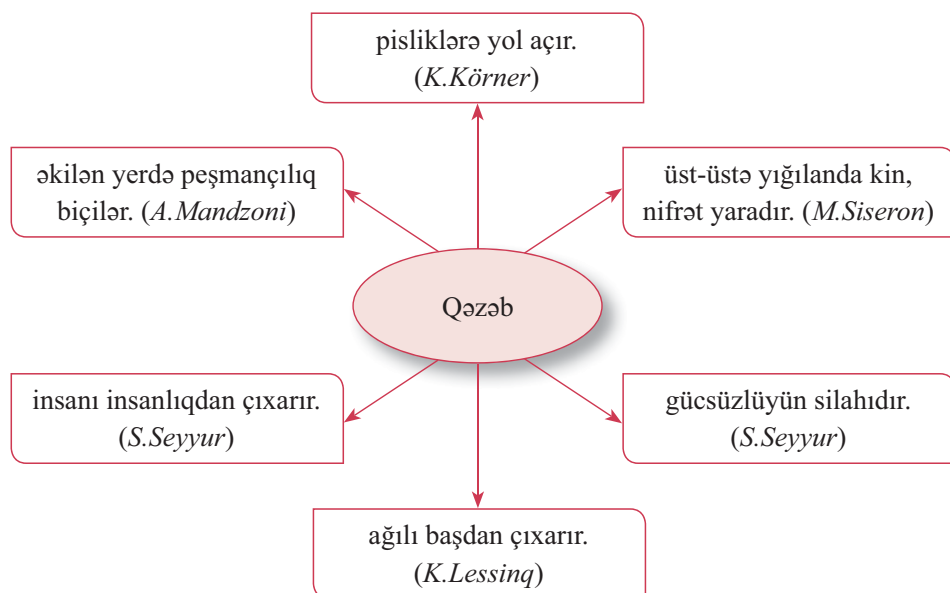 pisliklərə yol açır.
(K.Körner)
əkilən yerdə peşmançılıq
biçilər. (A.Mandzoni)
üst-üstə yığılanda kin,
nifrət yaradır. (M.Siseron)
Qəzəb
insanı insanlıqdan çıxarır.
(S.Seyyur)
gücsüzlüyün silahıdır.
(S.Seyyur)
ağılı başdan çıxarır.
(K.Lessinq)